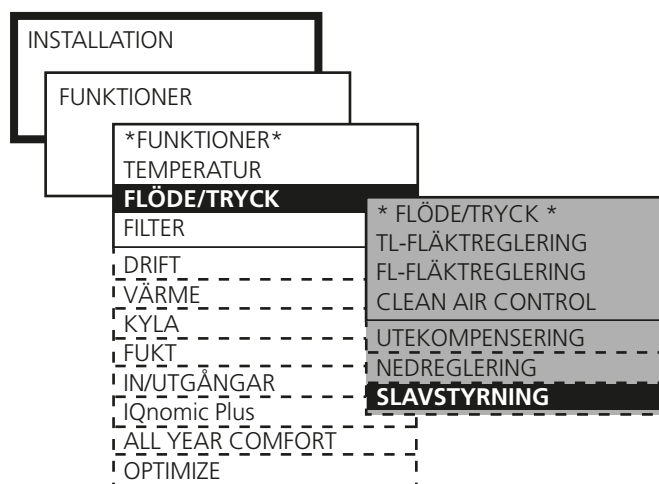 INSTALLATION
FUNKTIONER
*FUNKTIONER*
TEMPERATUR
FLÖDE/TRYCK
FILTER
DRIFT
VÄRME
KYLA
FUKT
IN/UTGÅNGAR
IQnomic Plus
ALL YEAR COMFORT
OPTIMIZE
* FLÖDE/TRYCK *
TL-FLÄKTREGLERING
FL-FLÄKTREGLERING
CLEAN AIR CONTROL
UTEKOMPENSERING
NEDREGLERING
SLAVSTYRNING